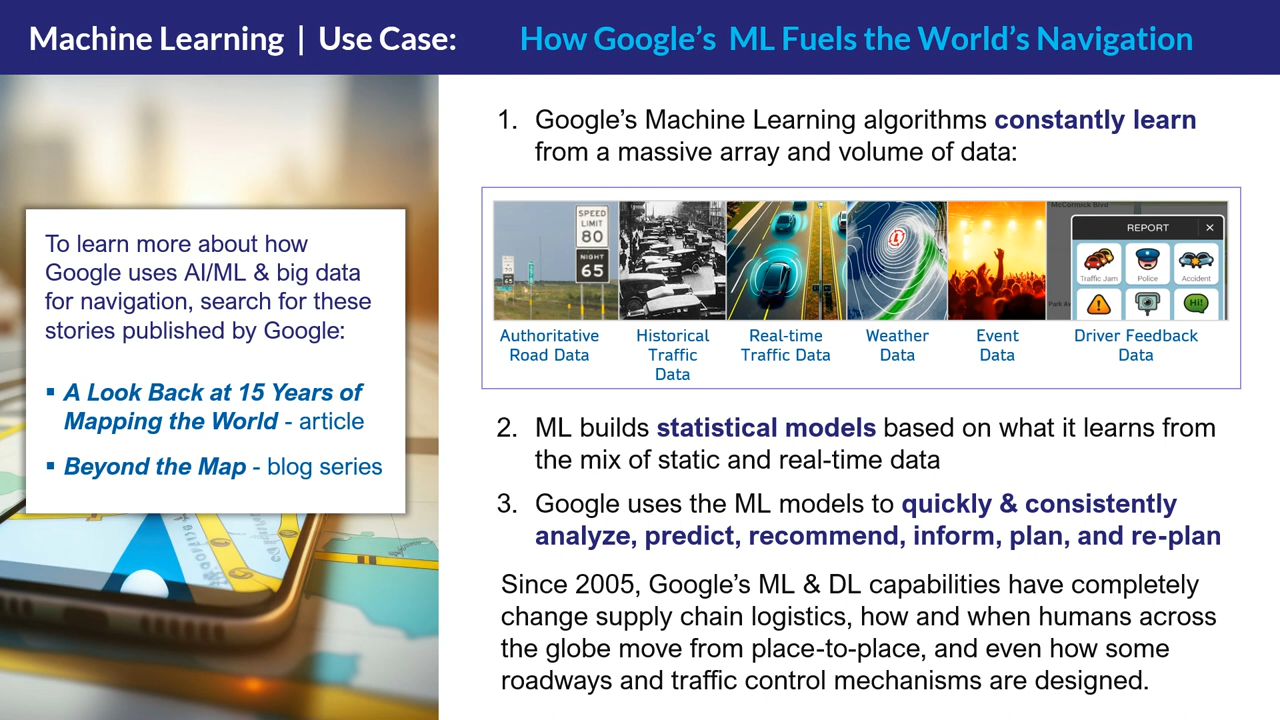 Machine Learning | Use Case: How Google's ML Fuels the World's Navigation
To learn more about how
Google uses AI/ML & big data
for navigation, search for these
stories published by Google:
▪ A Look Back at 15 Years of
Mapping the World - article
▪ Beyond the Map - blog series
1. Google's Machine Learning algorithms constantly learn
from a massive array and volume of data:
SPEED
LIMIT
80
NIGHT
65
McCormick Blvd
REPORT ✕
Traffic Jam
Police
Accident
Hi!
Authoritative
Road Data
Historical
Traffic
Data
Real-time
Traffic Data
Weather
Data
Event
Data
Driver Feedback
Data
2. ML builds statistical models based on what it learns from
the mix of static and real-time data
3. Google uses the ML models to quickly & consistently
analyze, predict, recommend, inform, plan, and re-plan
Since 2005, Google's ML & DL capabilities have completely
change supply chain logistics, how and when humans across
the globe move from place-to-place, and even how some
roadways and traffic control mechanisms are designed.